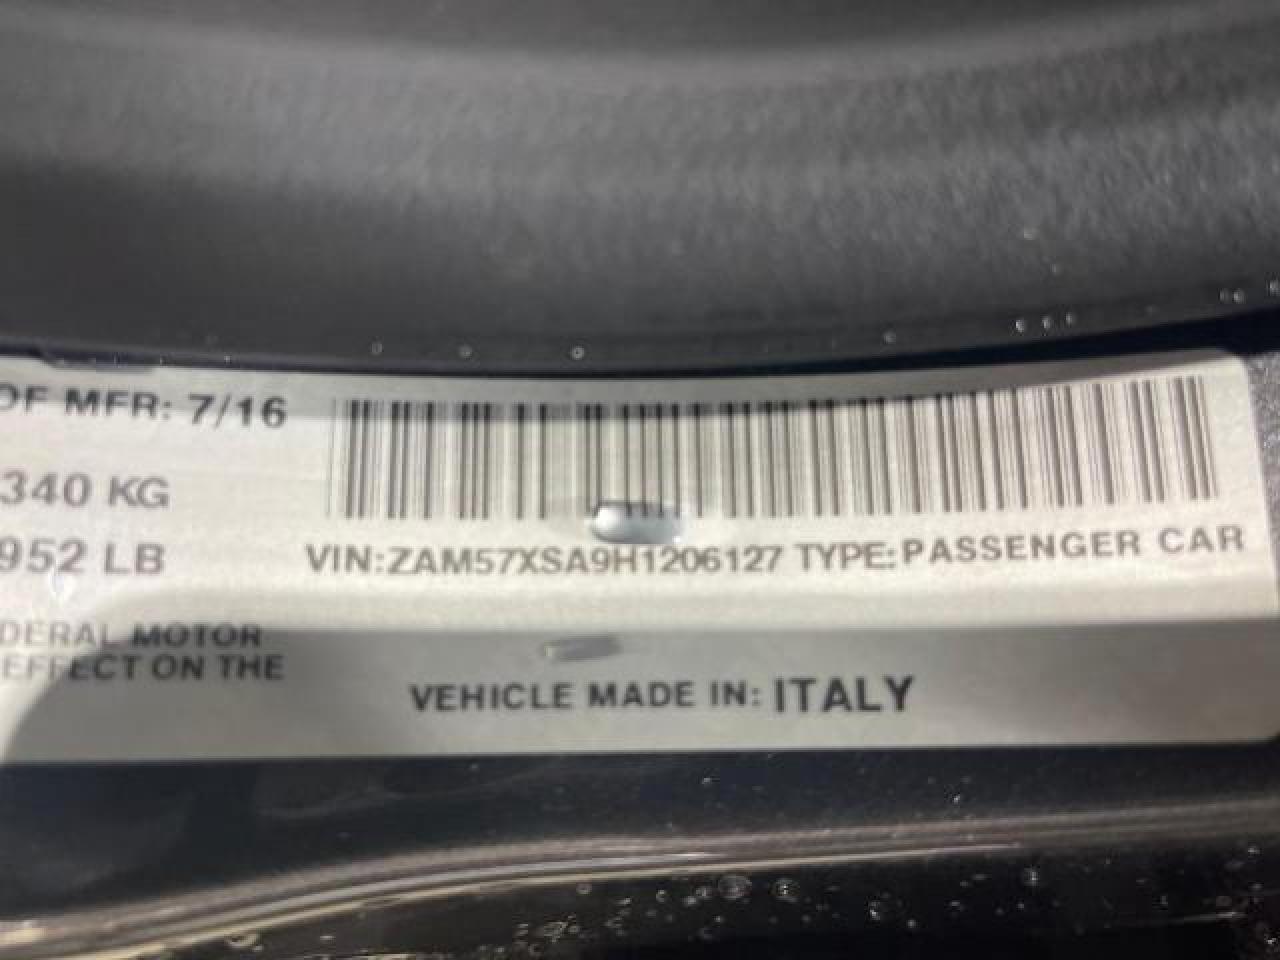 OF MFR: 7/16
340 KG
952 LB
VIN:ZAM57XSA9H1206127 TYPE:PASSENGER CAR
DERAL MOTOR
EFFECT ON THE
VEHICLE MADE IN: ITALY